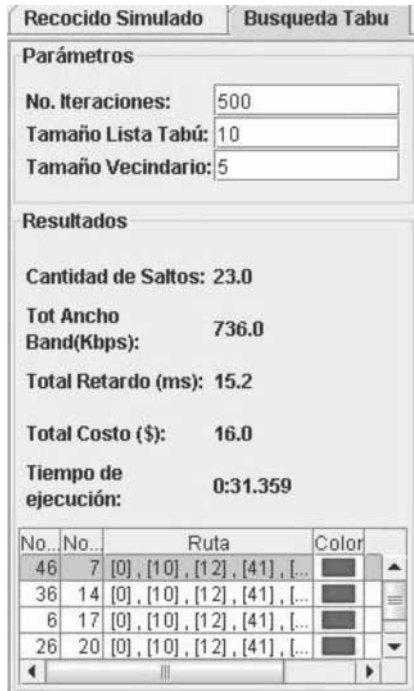 Recocido Simulado Busqueda Tabu
Parámetros
No. Iteraciones: 500
Tamaño Lista Tabú: 10
Tamaño Vecindario: 5
Resultados
Cantidad de Saltos: 23.0
Tot Ancho
Band(Kbps): 736.0
Total Retardo (ms): 15.2
Total Costo ($): 16.0
Tiempo de
ejecución: 0:31.359
No... No... Ruta Color
46 7 [0] , [10] , [12] , [41] , [...
36 14 [0] , [10] , [12] , [41] , [...
6 17 [0] , [10] , [12] , [41] , [...
26 20 [0] , [10] , [12] , [41] , [...